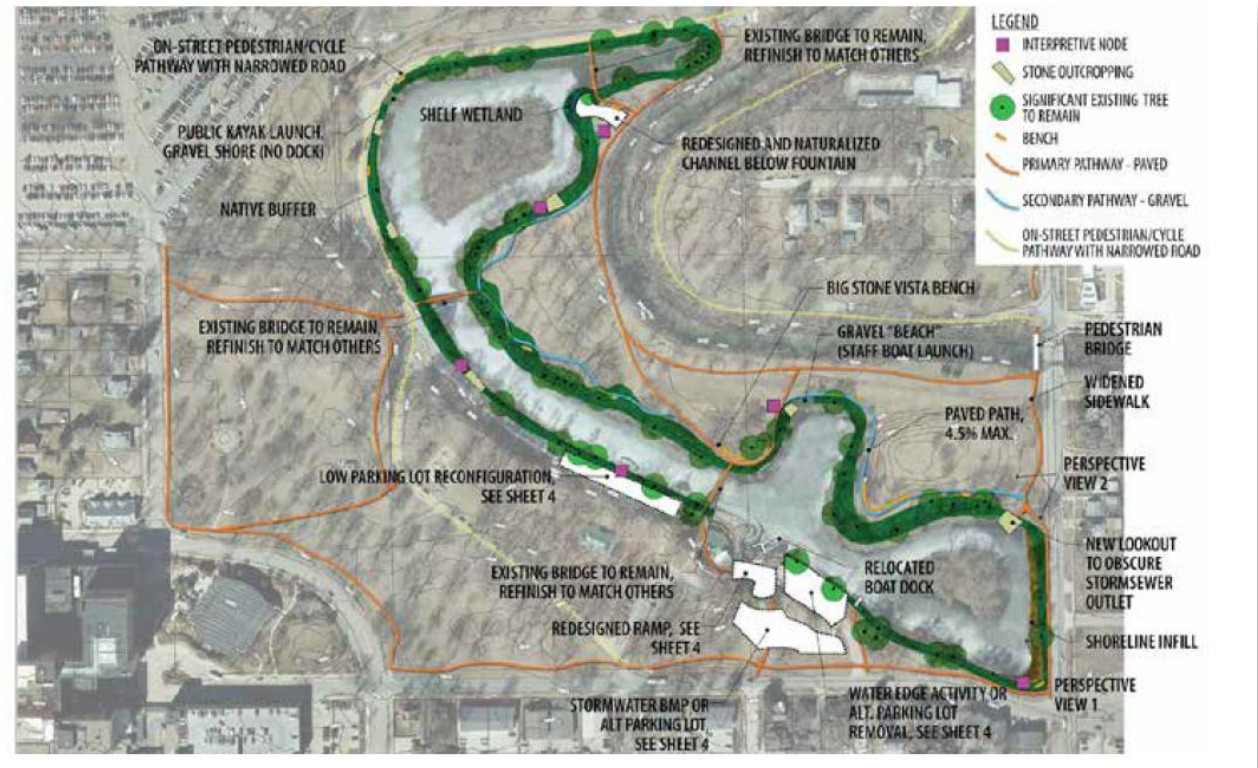 LEGEND
INTERPRETIVE NODE
STONE OUTCROPPING
SIGNIFICANT EXISTING TREE
TO REMAIN
BENCH
PRIMARY PATHWAY - PAVED
SECONDARY PATHWAY - GRAVEL
ON-STREET PEDESTRIAN/CYCLE
PATHWAY WITH NARROWED ROAD
ON-STREET PEDESTRIAN/CYCLE
PATHWAY WITH NARROWED ROAD
EXISTING BRIDGE TO REMAIN,
REFINISH TO MATCH OTHERS
SHELF WETLAND
PUBLIC KAYAK LAUNCH,
GRAVEL SHORE (NO DOCK)
REDESIGNED AND NATURALIZED
CHANNEL BELOW FOUNTAIN
NATIVE BUFFER
BIG STONE VISTA BENCH
EXISTING BRIDGE TO REMAIN,
REFINISH TO MATCH OTHERS
GRAVEL "BEACH"
(STAFF BOAT LAUNCH)
PEDESTRIAN
BRIDGE
WIDENED
SIDEWALK
PAVED PATH,
4.5% MAX.
PERSPECTIVE
VIEW 2
LOW PARKING LOT RECONFIGURATION,
SEE SHEET 4
NEW LOOKOUT
TO OBSCURE
STORMSEWER
OUTLET
EXISTING BRIDGE TO REMAIN,
REFINISH TO MATCH OTHERS
RELOCATED
BOAT DOCK
REDESIGNED RAMP, SEE
SHEET 4
SHORELINE INFILL
PERSPECTIVE
VIEW 1
STORMWATER BMP OR
ALT PARKING LOT,
SEE SHEET 4
WATER EDGE ACTIVITY OR
ALT. PARKING LOT
REMOVAL, SEE SHEET 4